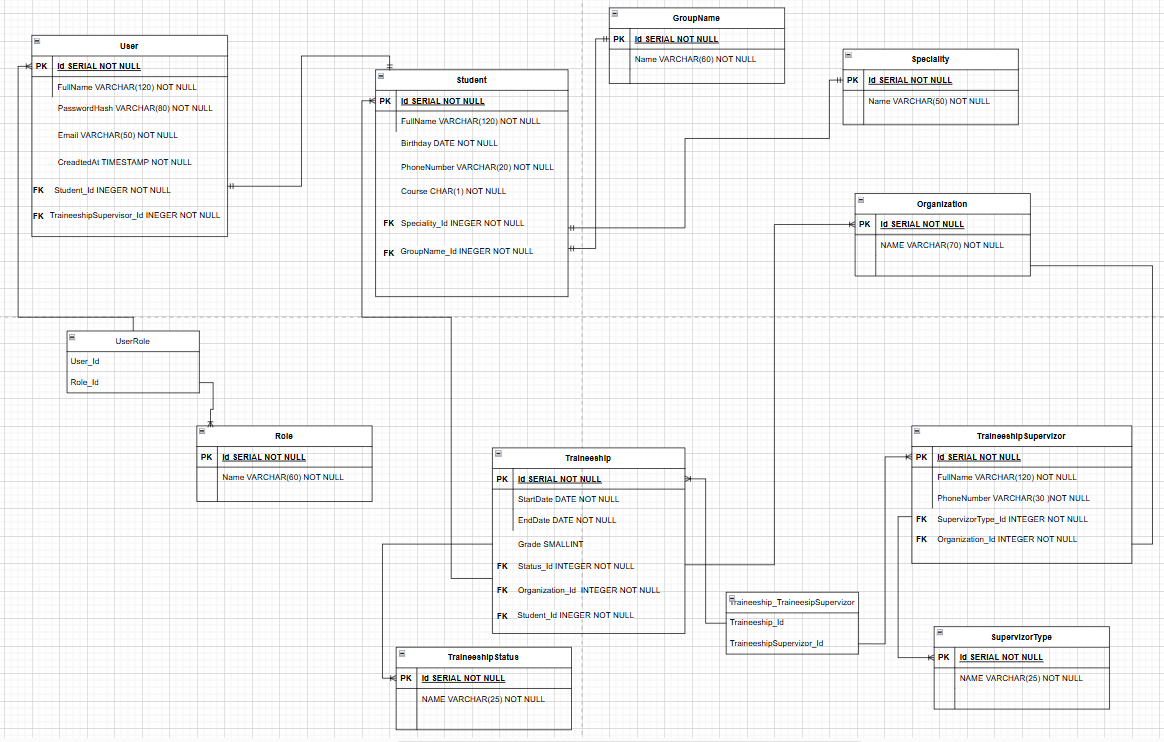 User
PK Id SERIAL NOT NULL
FullName VARCHAR(120) NOT NULL
PasswordHash VARCHAR(80) NOT NULL
Email VARCHAR(50) NOT NULL
CreadtedAt TIMESTAMP NOT NULL
FK Student_Id INEGER NOT NULL
FK TraineeshipSupervisor_Id INEGER NOT NULL
Student
PK Id SERIAL NOT NULL
FullName VARCHAR(120) NOT NULL
Birthday DATE NOT NULL
PhoneNumber VARCHAR(20) NOT NULL
Course CHAR(1) NOT NULL
FK Speciality_Id INEGER NOT NULL
FK GroupName_Id INEGER NOT NULL
GroupName
PK Id SERIAL NOT NULL
Name VARCHAR(60) NOT NULL
Speciality
PK Id SERIAL NOT NULL
Name VARCHAR(50) NOT NULL
Organization
PK Id SERIAL NOT NULL
NAME VARCHAR(70) NOT NULL
UserRole
User_Id
Role_Id
Role
PK Id SERIAL NOT NULL
Name VARCHAR(60) NOT NULL
Traineeship
PK Id SERIAL NOT NULL
StartDate DATE NOT NULL
EndDate DATE NOT NULL
Grade SMALLINT
FK Status_Id INTEGER NOT NULL
FK Organization_Id INTEGER NOT NULL
FK Student_Id INEGER NOT NULL
TraineeshipSupervizor
PK Id SERIAL NOT NULL
FullName VARCHAR(120) NOT NULL
PhoneNumber VARCHAR(30 )NOT NULL
FK SupervizorType_Id INTEGER NOT NULL
FK Organization_Id INTEGER NOT NULL
Traineeship_TraineesipSupervizor
Traineeship_Id
TraineeshipSupervizor_Id
TraineeshipStatus
PK Id SERIAL NOT NULL
NAME VARCHAR(25) NOT NULL
SupervizorType
PK Id SERIAL NOT NULL
NAME VARCHAR(25) NOT NULL